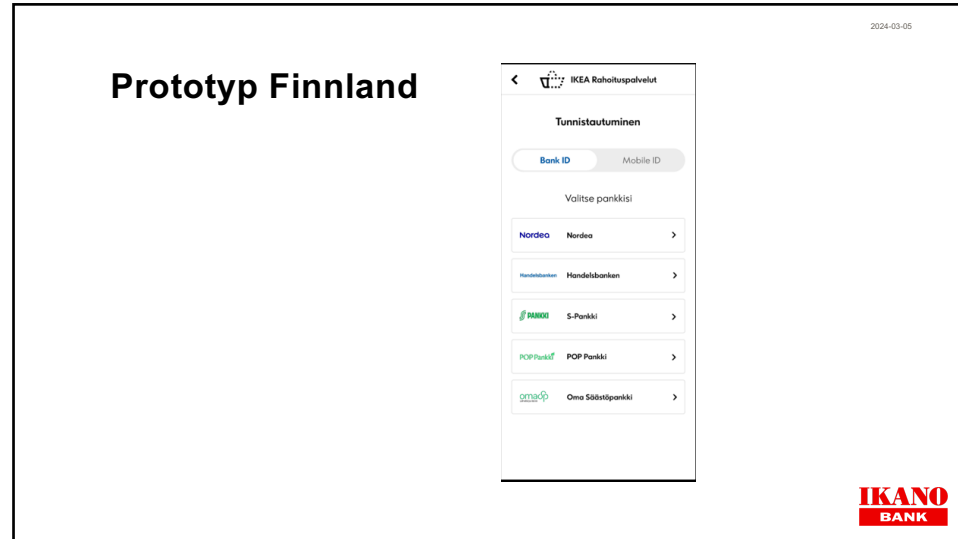 2024-03-05
Prototyp Finnland
IKEA Rahoituspalvelut
Tunnistautuminen
Bank ID Mobile ID
Valitse pankkisi
Nordea Nordea
Handelsbanken Handelsbanken
S PANKKI S-Pankki
POP Pankki POP Pankki
omasp Oma Säästöpankki
IKANO
BANK